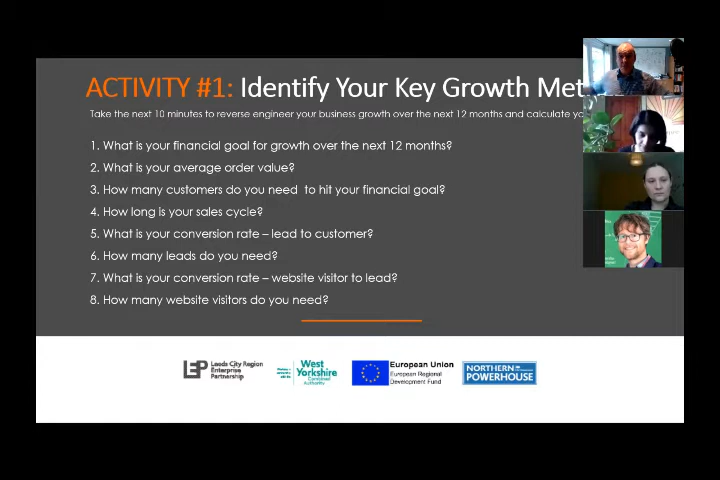 ACTIVITY #1: Identify Your Key Growth Met
Take the next 10 minutes to reverse engineer your business growth over the next 12 months and calculate yo
1. What is your financial goal for growth over the next 12 months?
2. What is your average order value?
3. How many customers do you need to hit your financial goal?
4. How long is your sales cycle?
5. What is your conversion rate – lead to customer?
6. How many leads do you need?
7. What is your conversion rate – website visitor to lead?
8. How many website visitors do you need?
LEP
Leeds City Region
Enterprise
Partnership
West
Yorkshire
Combined
Authority
European Union
European Regional
Development Fund
NORTHERN
POWERHOUSE